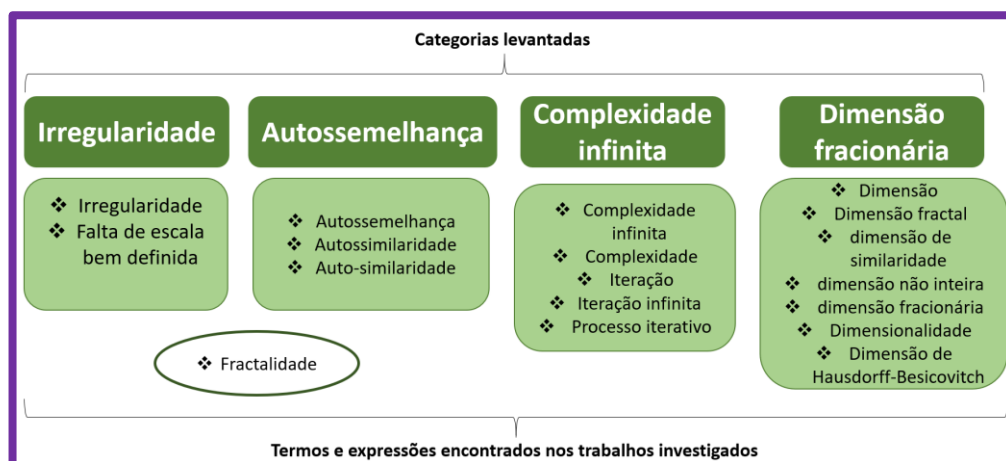 Categorias levantadas
Irregularidade
❖ Irregularidade
❖ Falta de escala
bem definida
Autossemelhança
❖ Autossemelhança
❖ Autossimilaridade
❖ Auto-similaridade
Complexidade
infinita
❖ Complexidade
infinita
❖ Complexidade
❖ Iteração
❖ Iteração infinita
❖ Processo iterativo
Dimensão
fracionária
❖ Dimensão
❖ Dimensão fractal
❖ dimensão de
similaridade
❖ dimensão não inteira
❖ dimensão fracionária
❖ Dimensionalidade
❖ Dimensão de
Hausdorff-Besicovitch
❖ Fractalidade
Termos e expressões encontrados nos trabalhos investigados